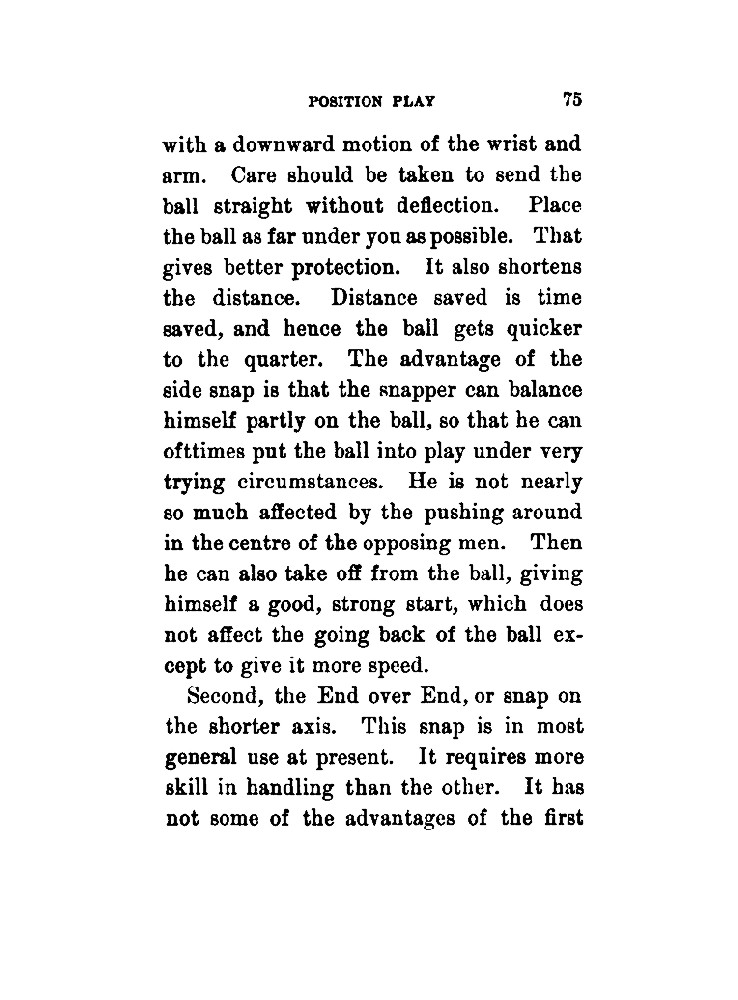 POSITION PLAY 75
with a downward motion of the wrist and
arm. Care should be taken to send the
ball straight without deflection. Place
the ball as far under you as possible. That
gives better protection. It also shortens
the distance. Distance saved is time
saved, and hence the ball gets quicker
to the quarter. The advantage of the
side snap is that the snapper can balance
himself partly on the ball, so that he can
ofttimes put the ball into play under very
trying circumstances. He is not nearly
so much affected by the pushing around
in the centre of the opposing men. Then
he can also take off from the ball, giving
himself a good, strong start, which does
not affect the going back of the ball ex-
cept to give it more speed.
Second, the End over End, or snap on
the shorter axis. This snap is in most
general use at present. It requires more
skill in handling than the other. It has
not some of the advantages of the first